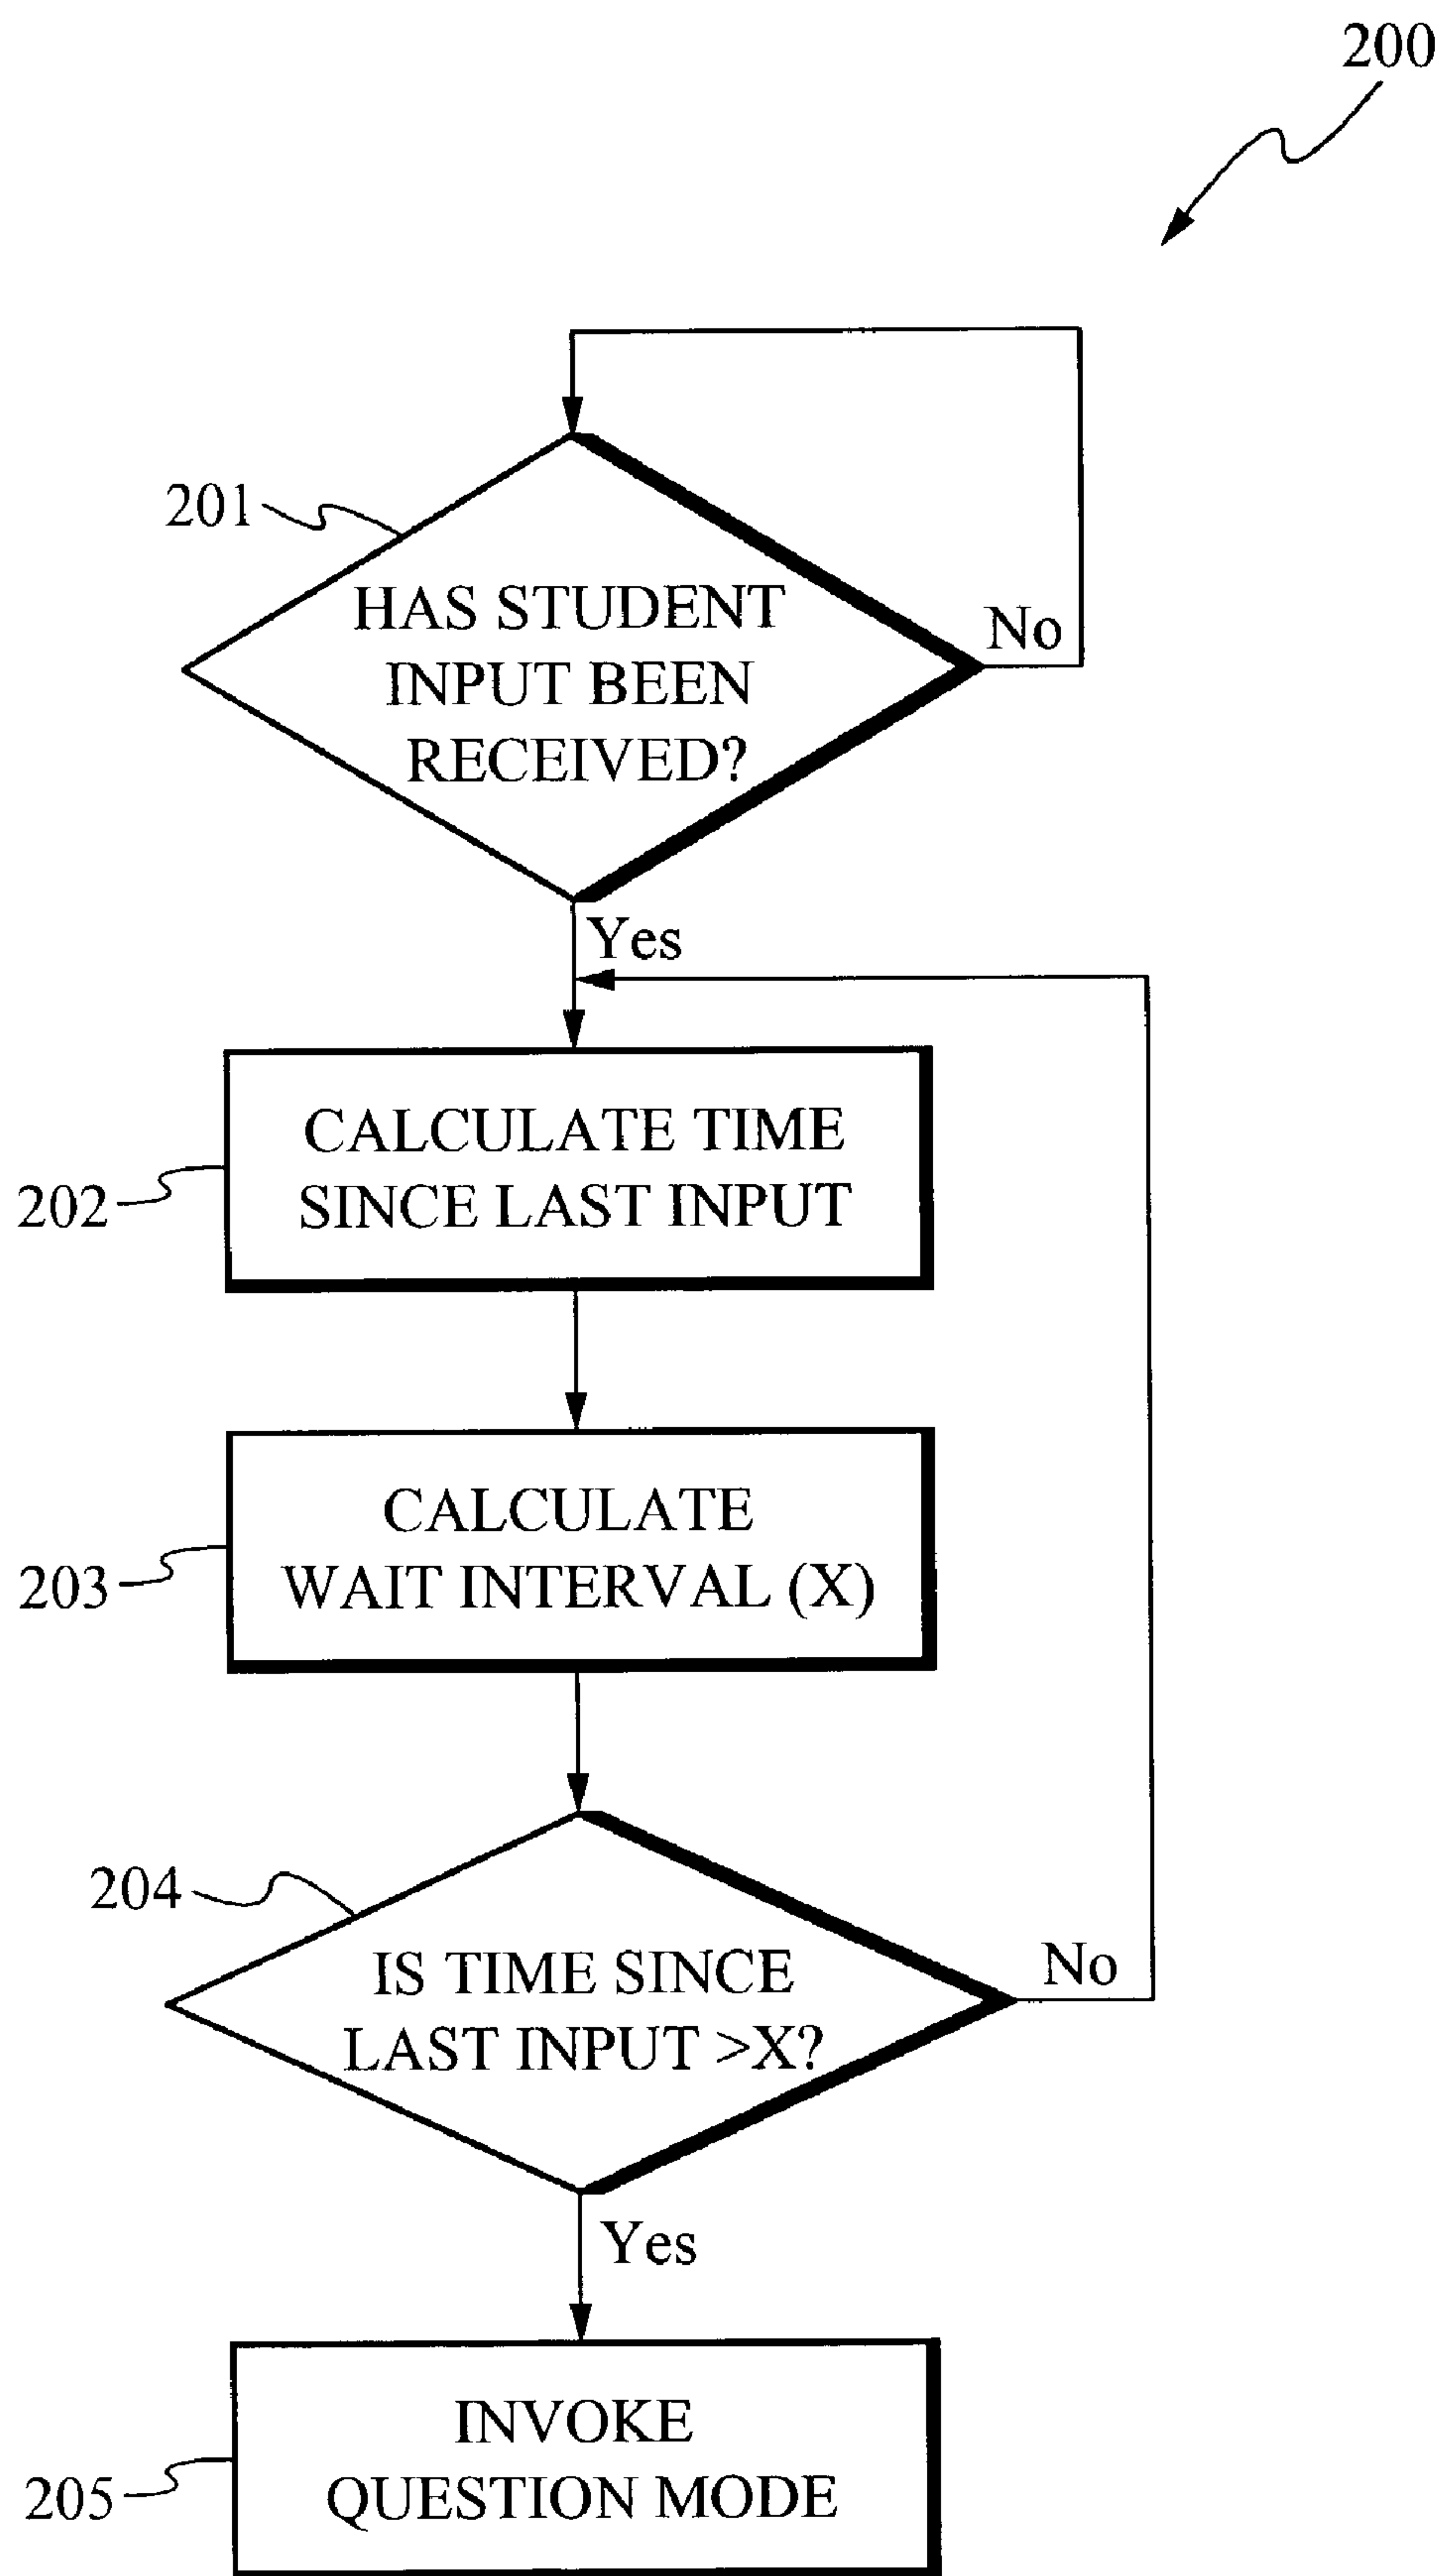 200
201
HAS STUDENT
INPUT BEEN
RECEIVED?
No
Yes
202
CALCULATE TIME
SINCE LAST INPUT
203
CALCULATE
WAIT INTERVAL (X)
204
IS TIME SINCE
LAST INPUT >X?
No
Yes
205
INVOKE
QUESTION MODE